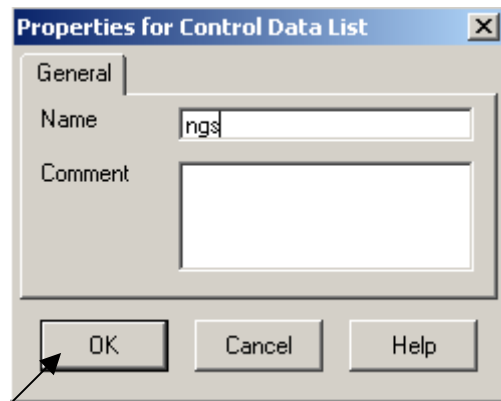 Properties for Control Data List
General
Name
ngs
Comment
OK Cancel Help